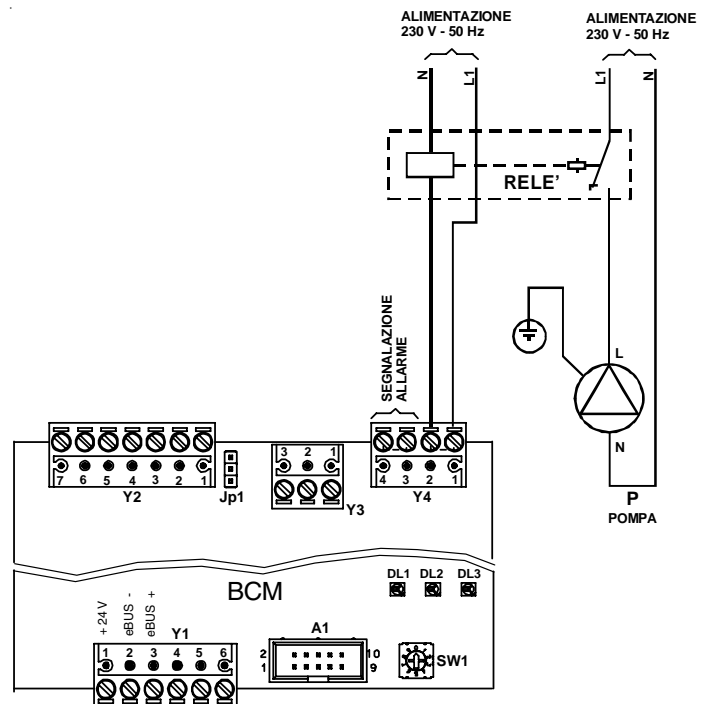 ALIMENTAZIONE
230 V - 50 Hz
ALIMENTAZIONE
230 V - 50 Hz
N
L1
L1
N
RELE'
SEGNALAZIONE
ALLARME
L
N
P
POMPA
7 6 5 4 3 2 1
Y2
Jp1
3 2 1
Y3
4 3 2 1
Y4
BCM
DL1 DL2 DL3
+24V
eBUS -
eBUS +
Y1
1 2 3 4 5 6
A1
2 10
1 9
SW1